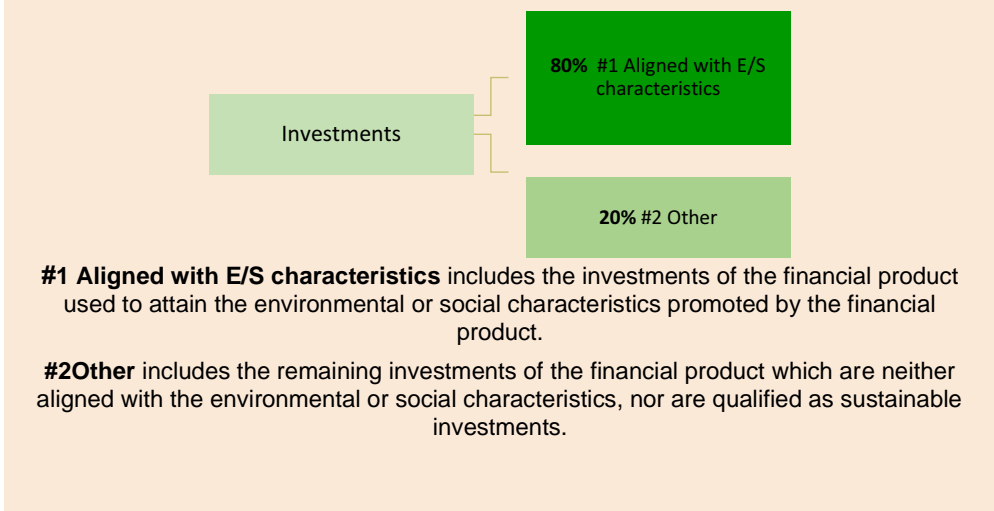 80% #1 Aligned with E/S
characteristics
Investments
20% #2 Other
#1 Aligned with E/S characteristics includes the investments of the financial product
used to attain the environmental or social characteristics promoted by the financial
product.
#2Other includes the remaining investments of the financial product which are neither
aligned with the environmental or social characteristics, nor are qualified as sustainable
investments.